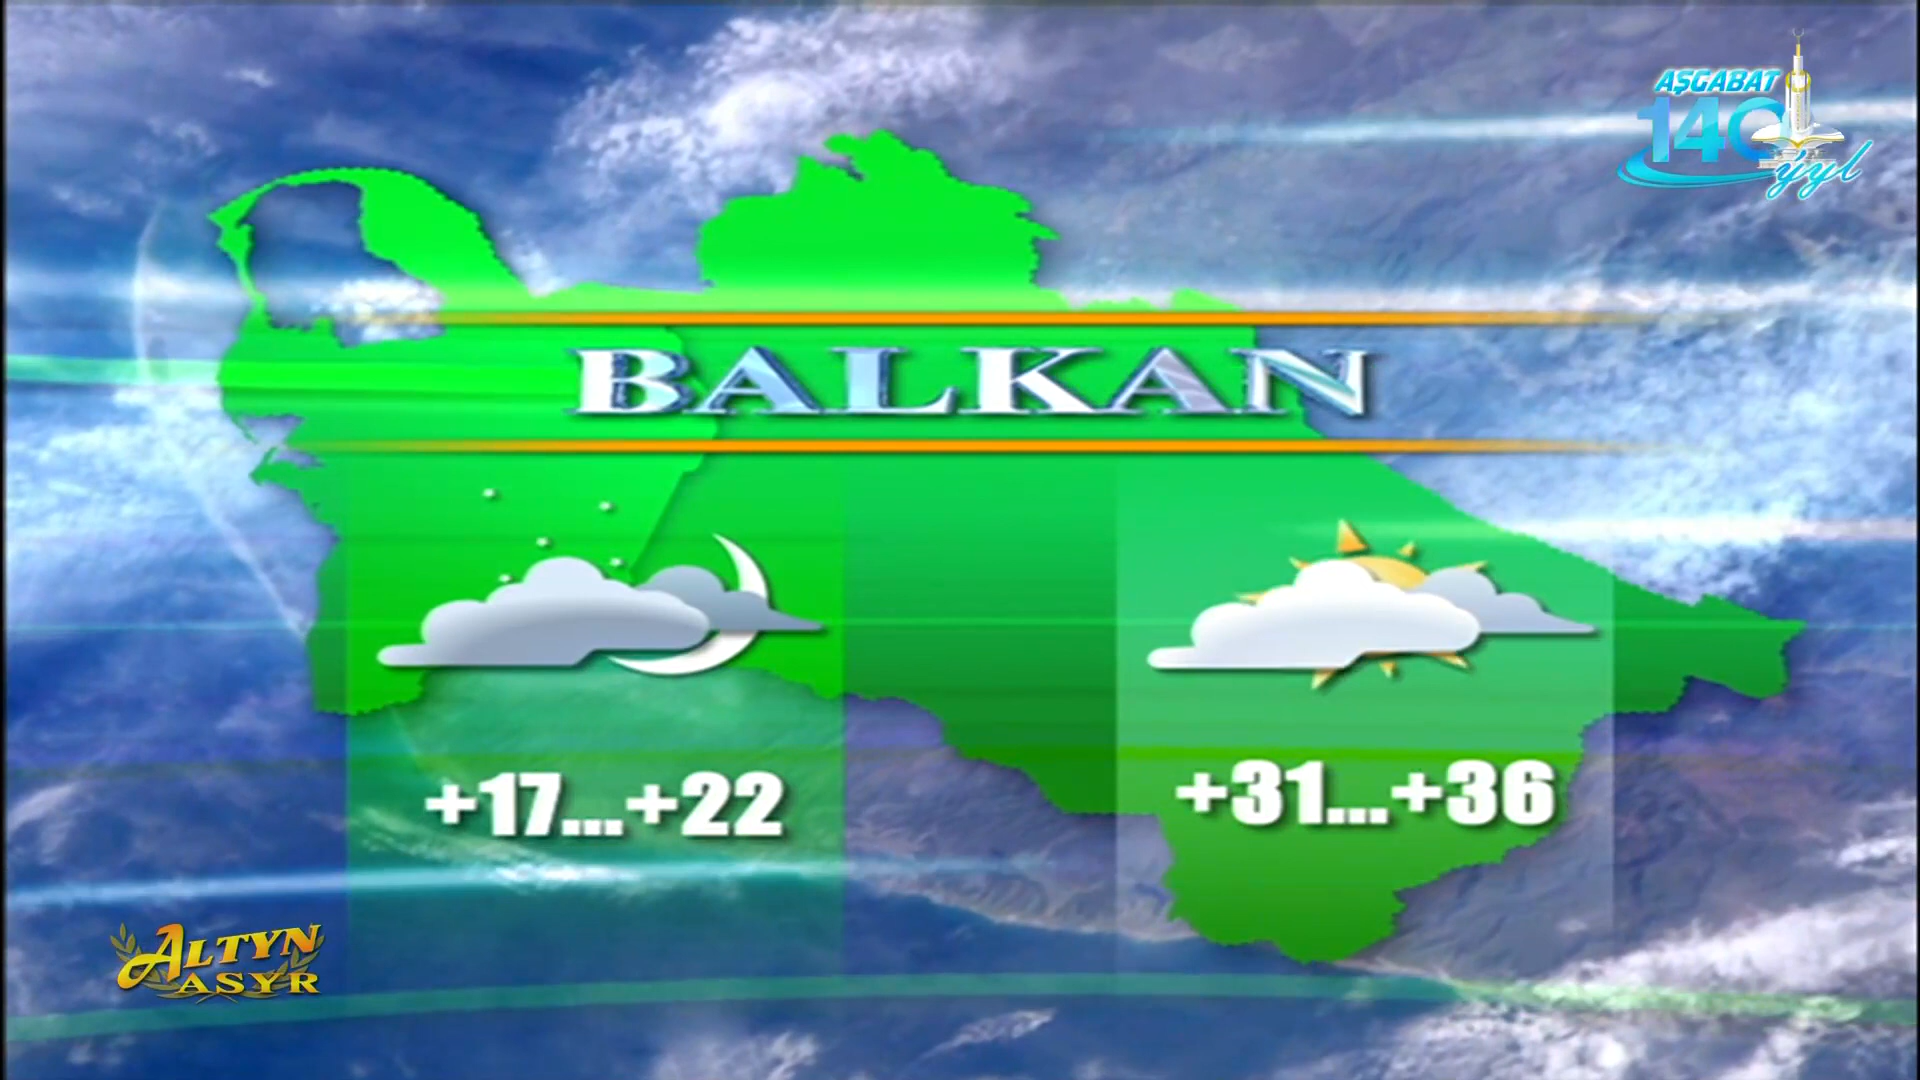 AŞGABAT
140
ýyl
BALKAN
+17...+22
+31...+36
ALTYN
ASYR